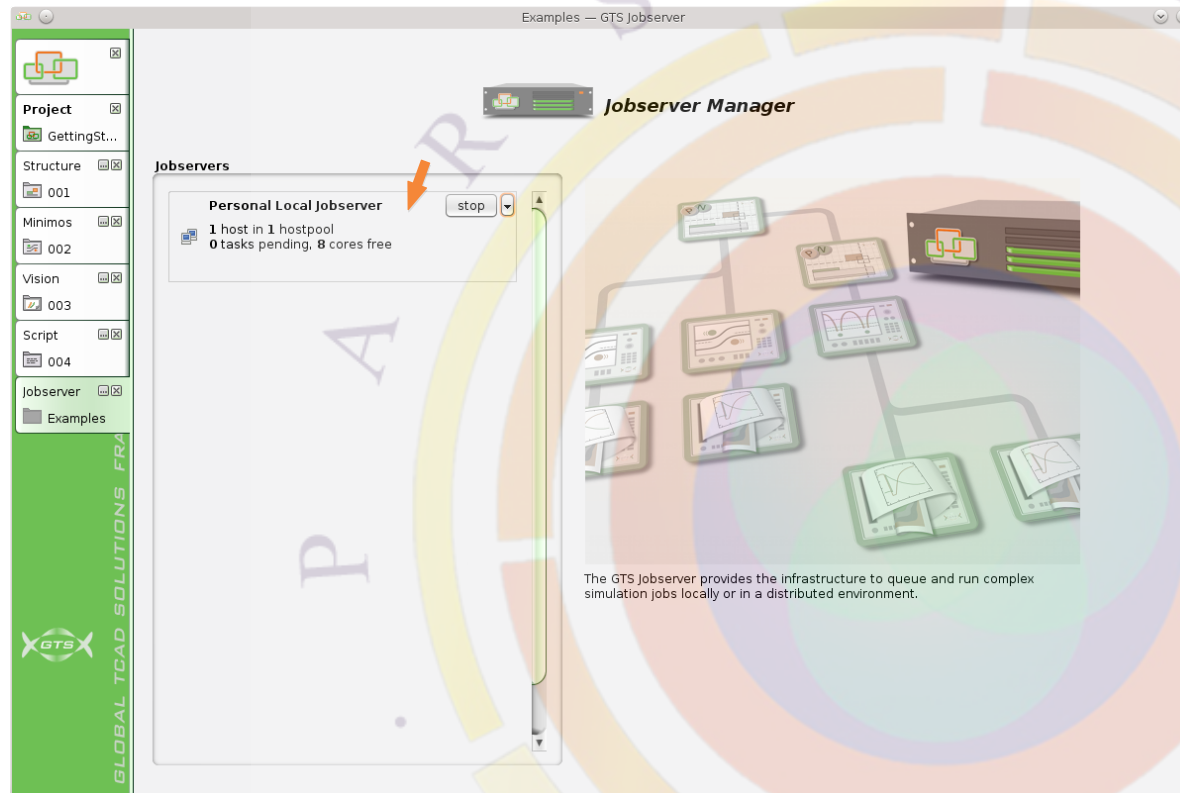 Examples — GTS Jobserver
Project
GettingSt...
Structure
001
Minimos
002
Vision
003
Script
004
Jobserver
Examples
GLOBAL TCAD SOLUTIONS FRA
GTS
Jobserver Manager
Jobservers
Personal Local Jobserver
stop
1 host in 1 hostpool
0 tasks pending, 8 cores free
P N
P N
The GTS Jobserver provides the infrastructure to queue and run complex
simulation jobs locally or in a distributed environment.
· P A R S